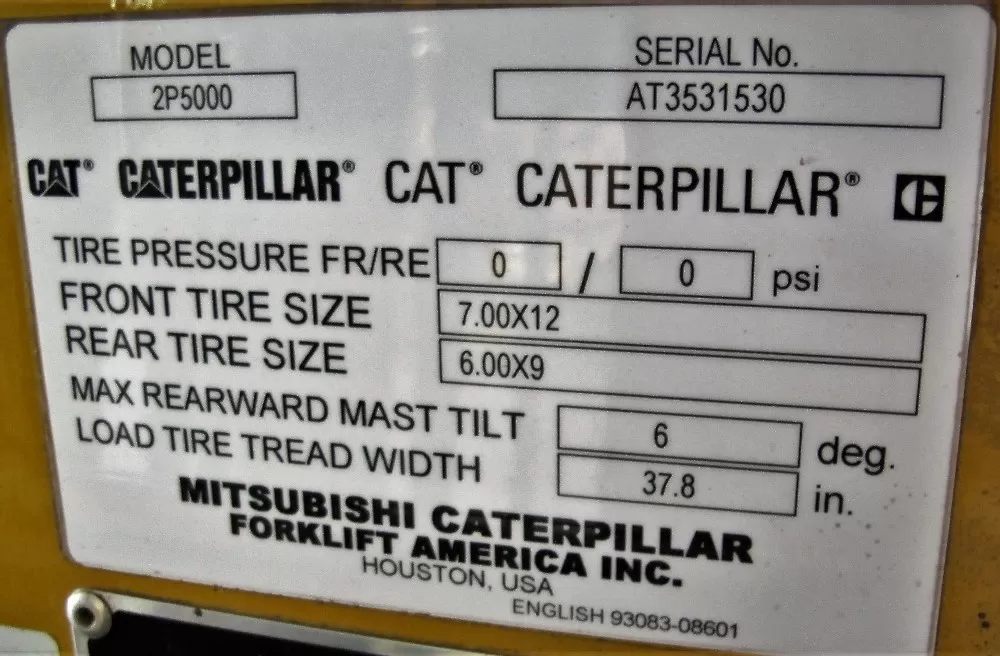 MODEL
2P5000
SERIAL No.
AT3531530
CAT® CATERPILLAR® CAT® CATERPILLAR®
TIRE PRESSURE FR/RE 0 / 0 psi
FRONT TIRE SIZE 7.00X12
REAR TIRE SIZE 6.00X9
MAX REARWARD MAST TILT 6 deg.
LOAD TIRE TREAD WIDTH 37.8 in.
MITSUBISHI CATERPILLAR
FORKLIFT AMERICA INC.
HOUSTON, USA
ENGLISH 93083-08601